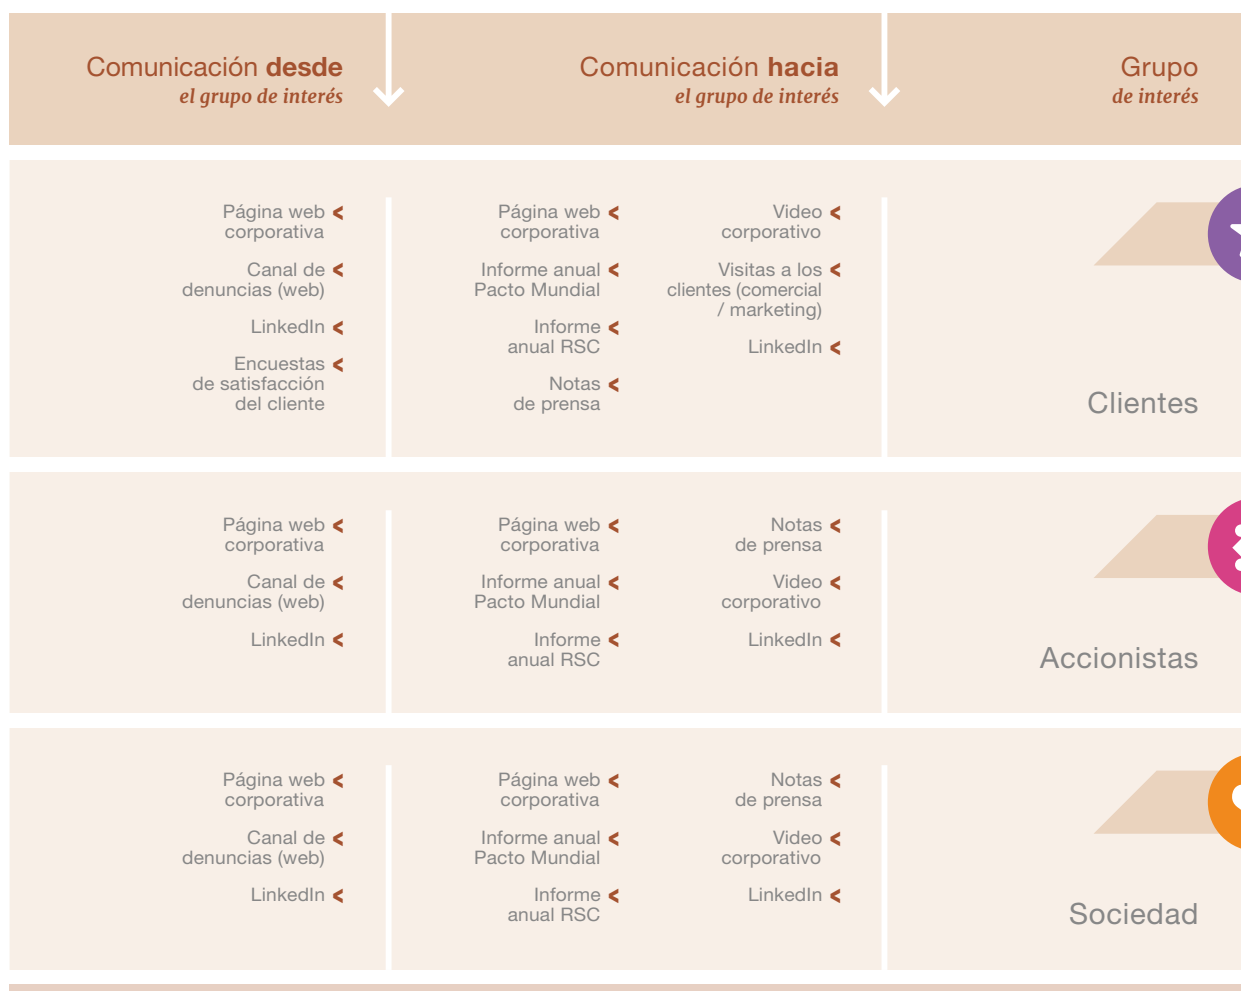 Comunicación desde
el grupo de interés
Comunicación hacia
el grupo de interés
Grupo
de interés
Página web
corporativa
Canal de
denuncias (web)
LinkedIn
Encuestas
de satisfacción
del cliente
Página web
corporativa
Informe anual
Pacto Mundial
Informe
anual RSC
Notas
de prensa
Video
corporativo
Visitas a los
clientes (comercial
/ marketing)
LinkedIn
Clientes
Página web
corporativa
Canal de
denuncias (web)
LinkedIn
Página web
corporativa
Informe anual
Pacto Mundial
Informe
anual RSC
Notas
de prensa
Video
corporativo
LinkedIn
Accionistas
Página web
corporativa
Canal de
denuncias (web)
LinkedIn
Página web
corporativa
Informe anual
Pacto Mundial
Informe
anual RSC
Notas
de prensa
Video
corporativo
LinkedIn
Sociedad